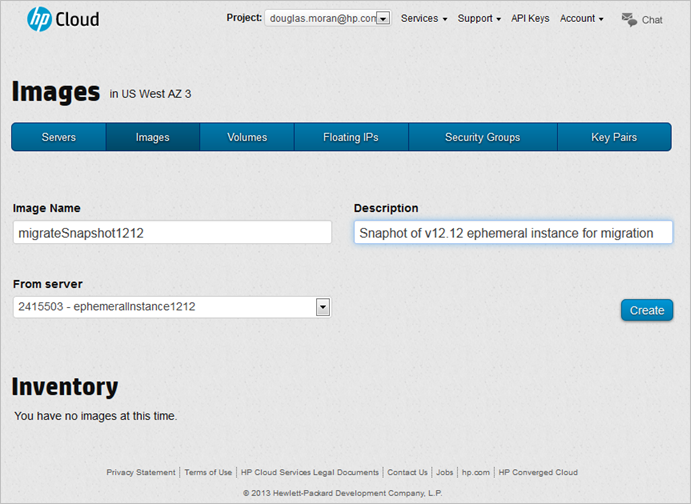 hp Cloud
Project: douglas.moran@hp.com Services Support API Keys Account Chat
Images in US West AZ 3
Servers Images Volumes Floating IPs Security Groups Key Pairs
Image Name Description
migrateSnapshot1212 Snaphot of v12.12 ephemeral instance for migration
From server
2415503 - ephemeralInstance1212
Create
Inventory
You have no images at this time.
Privacy Statement Terms of Use HP Cloud Services Legal Documents Contact Us Jobs hp.com HP Converged Cloud
© 2013 Hewlett-Packard Development Company, L.P.